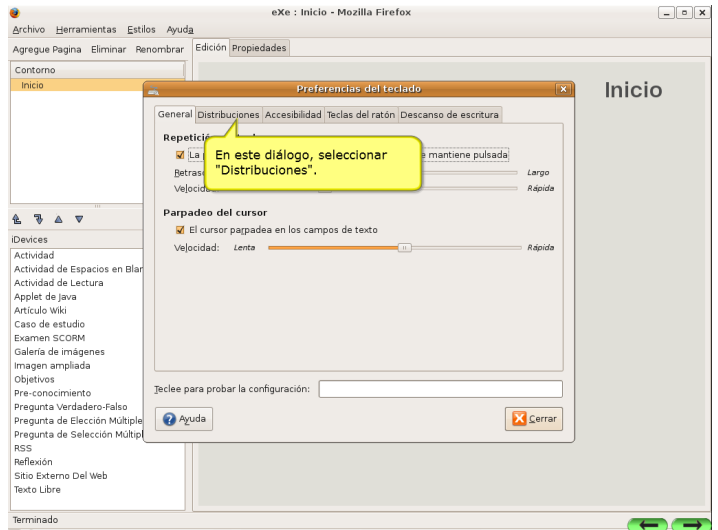 eXe : Inicio - Mozilla Firefox
Archivo Herramientas Estilos Ayuda
Agregue Pagina Eliminar Renombrar Edición Propiedades
Contorno
Inicio
Inicio
Preferencias del teclado
General Distribuciones Accesibilidad Teclas del ratón Descanso de escritura
En este diálogo, seleccionar
"Distribuciones".
La
se mantiene pulsada
Largo
Rápida
Parpadeo del cursor
El cursor parpadea en los campos de texto
Velocidad: Lenta Rápida
Teclee para probar la configuración:
Ayuda Cerrar
iDevices
Actividad
Actividad de Espacios en Blan
Actividad de Lectura
Applet de Java
Artículo Wiki
Caso de estudio
Examen SCORM
Galería de imágenes
Imagen ampliada
Objetivos
Pre-conocimiento
Pregunta Verdadero-Falso
Pregunta de Elección Múltiple
Pregunta de Selección Múltipl
RSS
Reflexión
Sitio Externo Del Web
Texto Libre
Terminado